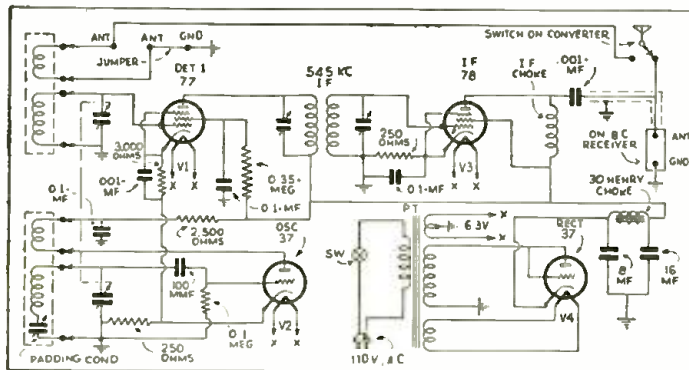 ANT
ANT
GND
JUMPER
DET 1
77
545 KC
I F
I F
78
I F CHOKE
SWITCH ON CONVERTER
.001-
MF
ANT
ON B C
RECEIVER
GND
3,000
OHMS
.001-
MF
V1
X
X
0.35-
MEG
0.1-MF
250
OHMS
0.1-MF
V3
X
X
30 HENRY
CHOKE
0.1-
MF
2,500
OHMS
OSC
37
100
MMF
0.1
MEG
V2
X
X
250
OHMS
PADDING COND
PT
SW
110 V, AC
6.3V
X
X
RECT
37
V4
8
MF
16
MF